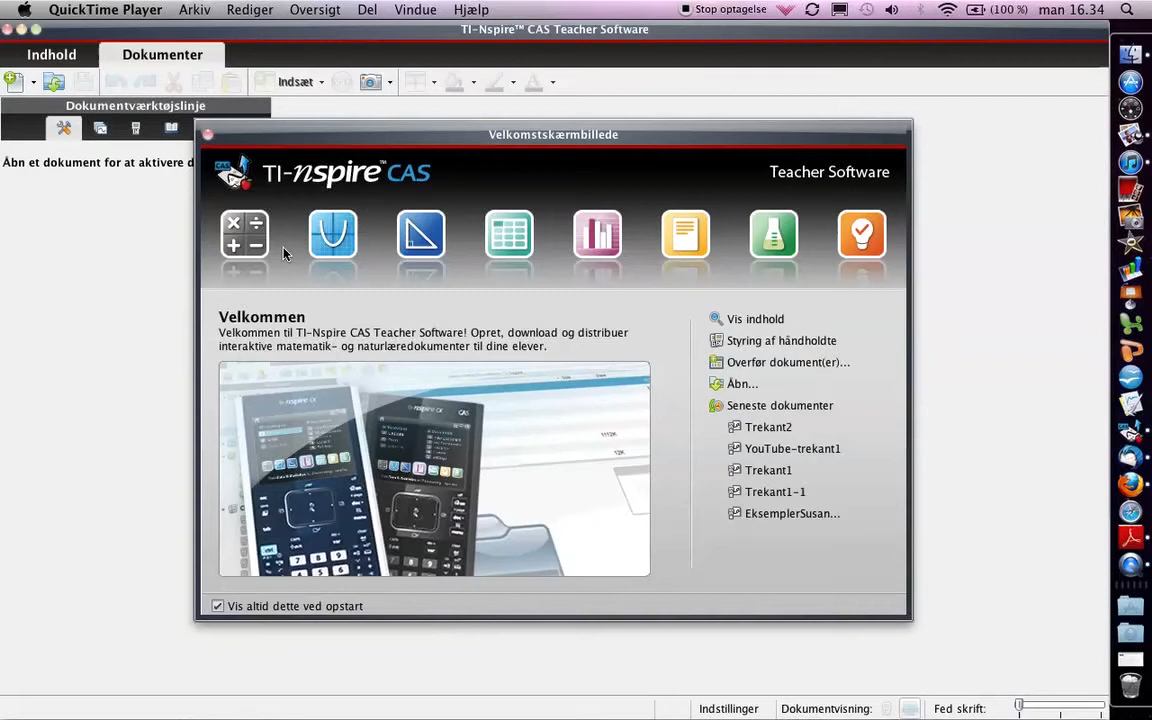 QuickTime Player Arkiv Rediger Oversigt Del Vindue Hjælp Stop optagelse (100 %) man 16.34
TI-Nspire™ CAS Teacher Software
Indhold Dokumenter
Indsæt
Dokumentværktøjslinje
Åbn et dokument for at aktivere d
Velkomstskærmbillede
TI-nspire™ CAS Teacher Software
Velkommen
Velkommen til TI-Nspire CAS Teacher Software! Opret, download og distribuer
interaktive matematik- og naturlæredokumenter til dine elever.
Vis indhold
Styring af håndholdte
Overfør dokument(er)...
Åbn...
Seneste dokumenter
Trekant2
YouTube-trekant1
Trekant1
Trekant1-1
EksemplerSusan...
Vis altid dette ved opstart
Indstillinger Dokumentvisning: Fed skrift: